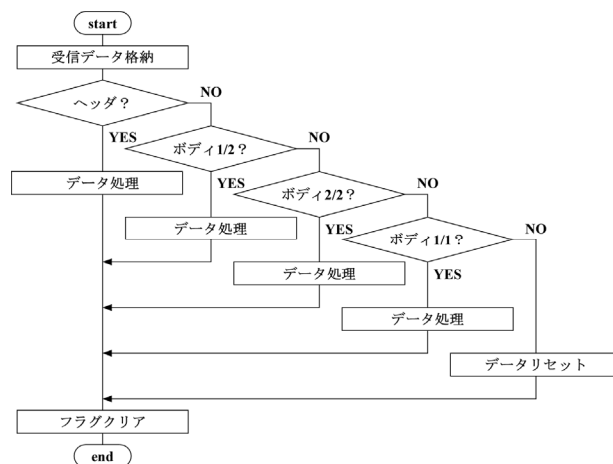 start
受信データ格納
ヘッダ?
NO
YES
ボディ1/2?
NO
データ処理
YES
ボディ2/2?
NO
データ処理
YES
ボディ1/1?
NO
データ処理
YES
データ処理
データリセット
フラグクリア
end